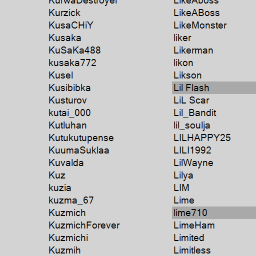 KurwaDestroyer LikeABoss
Kurzick LikeABoss
KusaCHiY LikeMonster
Kusaka liker
KuSaKa488 Likerman
kusaka772 likon
Kusel Likson
Kusibibka Lil Flash
Kusturov LiL Scar
kutai_000 Lil_Bandit
Kutluhan lil_soulja
Kutukutupense LILHAPPY25
KuumaSuklaa LILI1992
Kuvalda LilWayne
Kuz Lilya
kuzia LIM
kuzma_67 Lime
Kuzmich lime710
KuzmichForever LimeHam
Kuzmichi Limited
Kuzmih Limitless